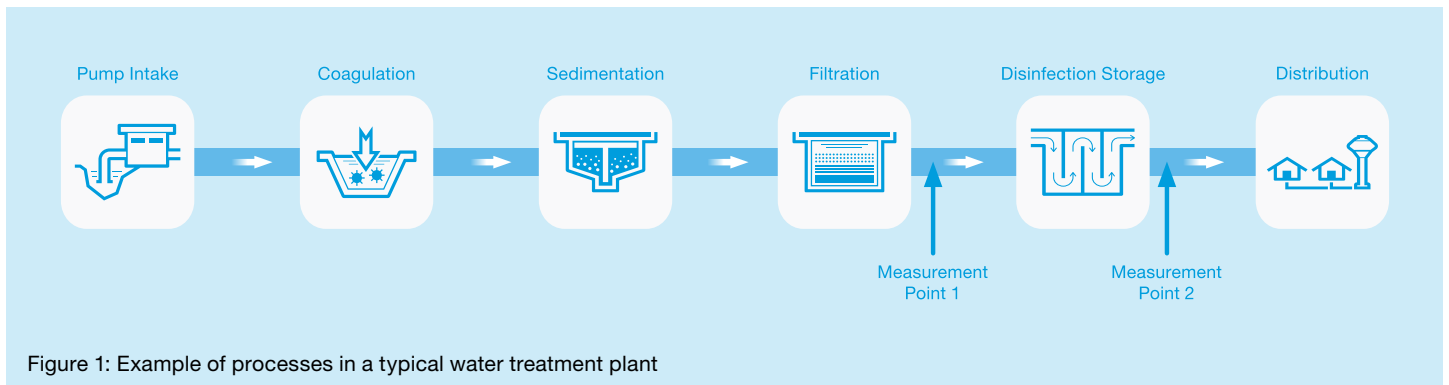 Pump Intake
Coagulation
Sedimentation
Filtration
Disinfection Storage
Distribution
Measurement
Point 1
Measurement
Point 2
Figure 1: Example of processes in a typical water treatment plant